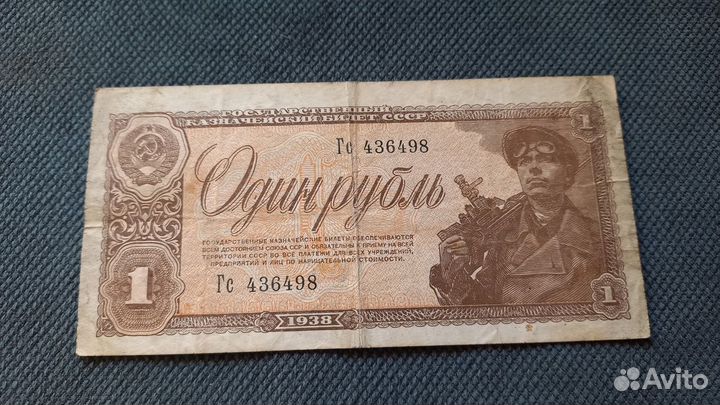 ГОСУДАРСТВЕННЫЙ
КАЗНАЧЕЙСКИЙ БИЛЕТ СССР
1
Гс 436498
Один рубль
ГОСУДАРСТВЕННЫЕ КАЗНАЧЕЙСКИЕ БИЛЕТЫ ОБЕСПЕЧИВАЮТСЯ
ВСЕМ ДОСТОЯНИЕМ СОЮЗА ССР И ОБЯЗАТЕЛЬНЫ К ПРИЕМУ НА ВСЕЙ
ТЕРРИТОРИИ СССР ВО ВСЕ ПЛАТЕЖИ ДЛЯ ВСЕХ УЧРЕЖДЕНИЙ,
ПРЕДПРИЯТИЙ И ЛИЦ ПО НАРИЦАТЕЛЬНОЙ СТОИМОСТИ.
Гс 436498
1
1
1938
Avito